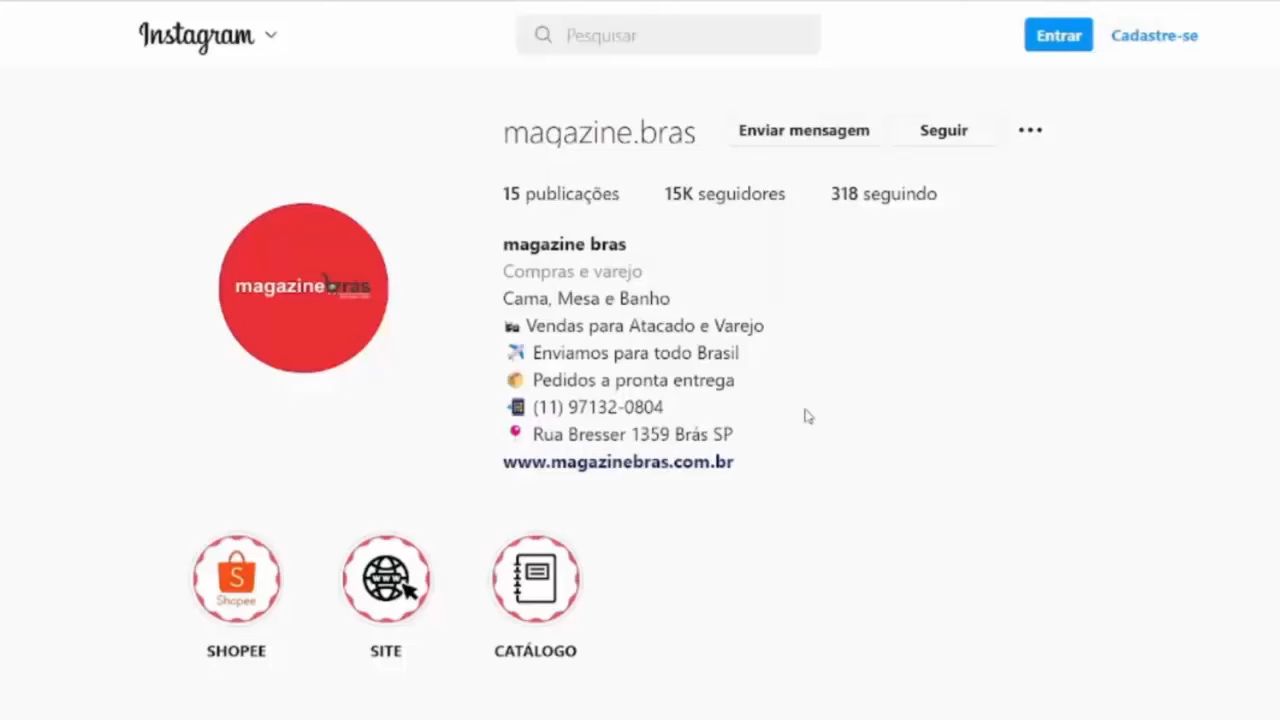 Instagram
Pesquisar
Entrar
Cadastre-se
magazine.bras
Enviar mensagem
Seguir
15 publicações
15K seguidores
318 seguindo
magazine bras
Compras e varejo
Cama, Mesa e Banho
Vendas para Atacado e Varejo
Enviamos para todo Brasil
Pedidos a pronta entrega
(11) 97132-0804
Rua Bresser 1359 Brás SP
www.magazinebras.com.br
magazinebras
S
Shopee
SHOPEE
SITE
CATÁLOGO